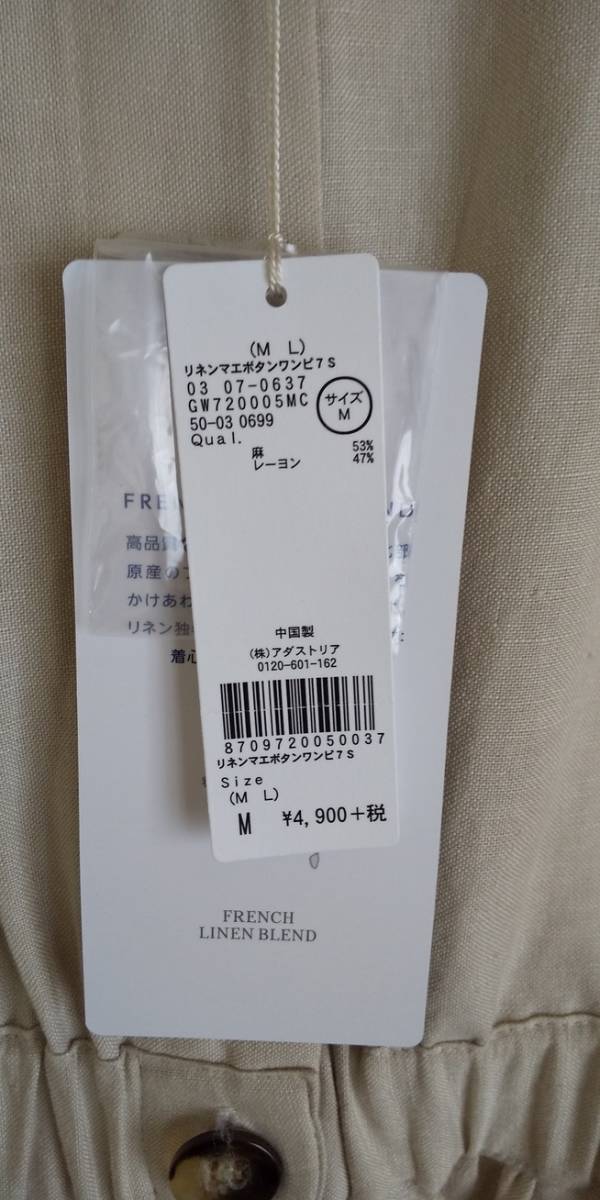 (M L)
リネンマエボタンワンピ7S
03 07-0637
GW720005MC
サイズ
M
50-03 0699
Qual.
麻 53%
レーヨン 47%
中国製
(株)アダストリア
0120-601-162
8709720050037
リネンマエボタンワンピ7S
Size
(M L)
M ¥4,900+税
高品質
原産の
かけあわ
リネン独
着心
FRENCH
LINEN BLEND